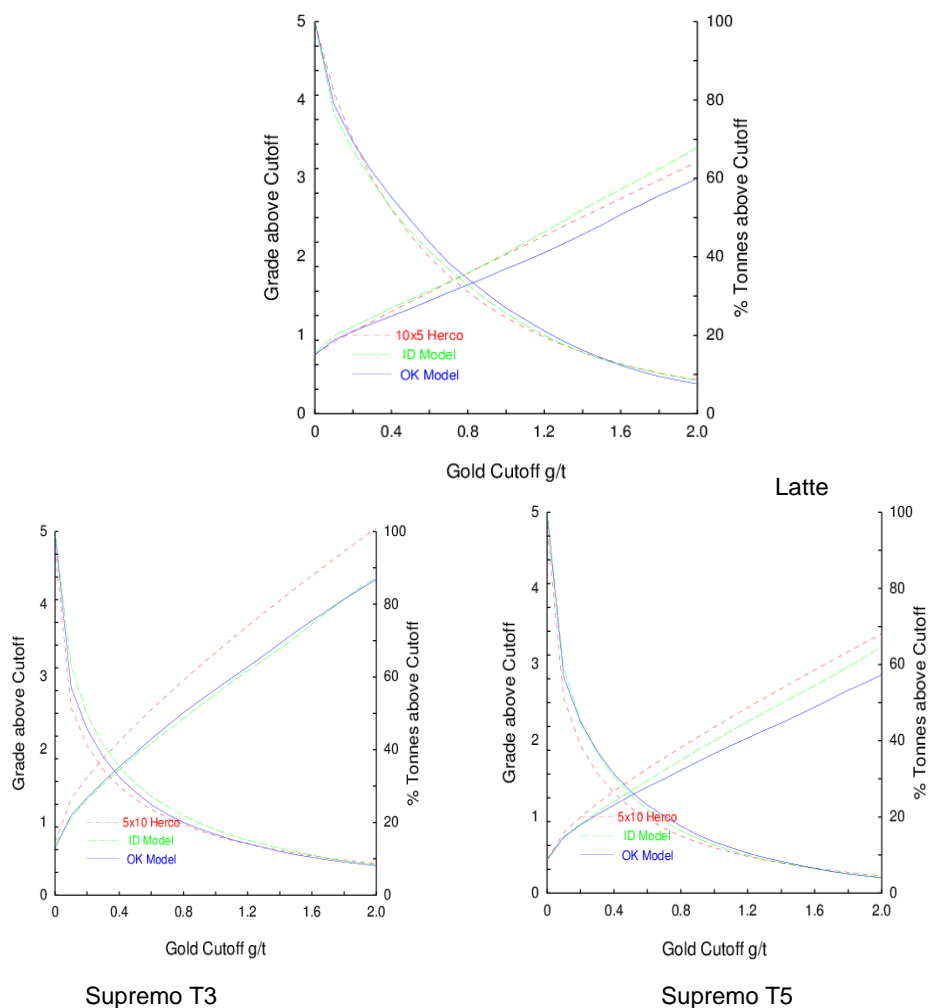 5
4
3
2
1
0
Grade above Cutoff
100
80
60
40
20
0
% Tonnes above Cutoff
10x5 Herco
ID Model
OK Model
0 0.4 0.8 1.2 1.6 2.0
Gold Cutoff g/t
Latte
5
4
3
2
1
0
Grade above Cutoff
100
80
60
40
20
0
% Tonnes above Cutoff
5x10 Herco
ID Model
OK Model
0 0.4 0.8 1.2 1.6 2.0
Gold Cutoff g/t
Supremo T3
5
4
3
2
1
0
Grade above Cutoff
100
80
60
40
20
0
% Tonnes above Cutoff
5x10 Herco
ID Model
OK Model
0 0.4 0.8 1.2 1.6 2.0
Gold Cutoff g/t
Supremo T5